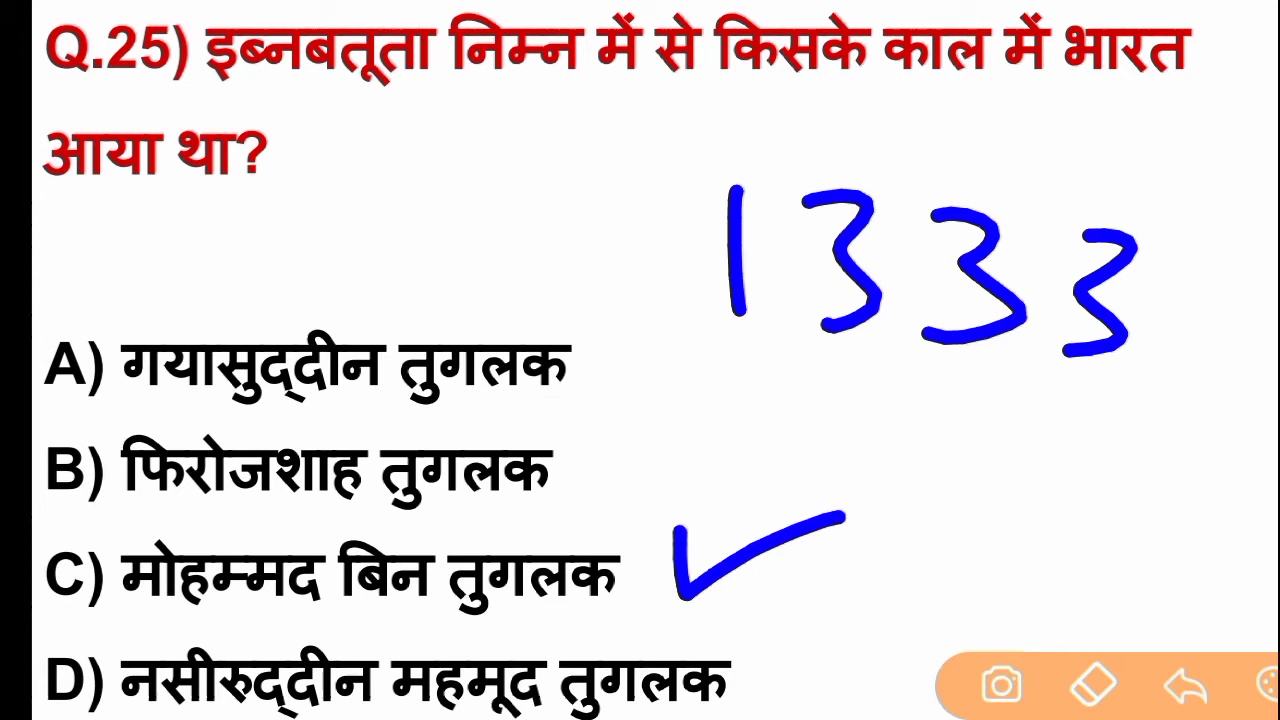 Q.25) इब्नबतूता निम्न में से किसके काल में भारत
आया था?
1333
A) गयासुद्दीन तुगलक
B) फिरोजशाह तुगलक
C) मोहम्मद बिन तुगलक
D) नसीरुद्दीन महमूद तुगलक